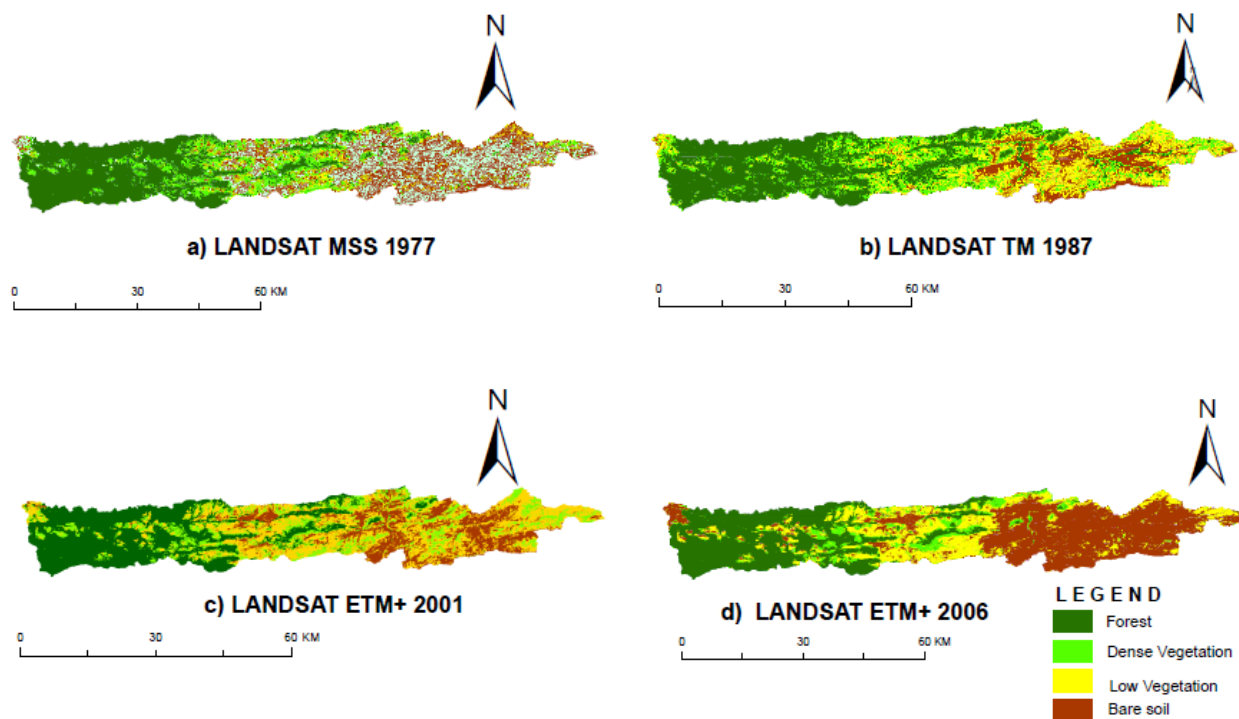 N
N
a) LANDSAT MSS 1977
b) LANDSAT TM 1987
0 30 60 KM
0 30 60 KM
N
N
c) LANDSAT ETM+ 2001
d) LANDSAT ETM+ 2006
0 30 60 KM
0 30 60 KM
L E G E N D
Forest
Dense Vegetation
Low Vegetation
Bare soil